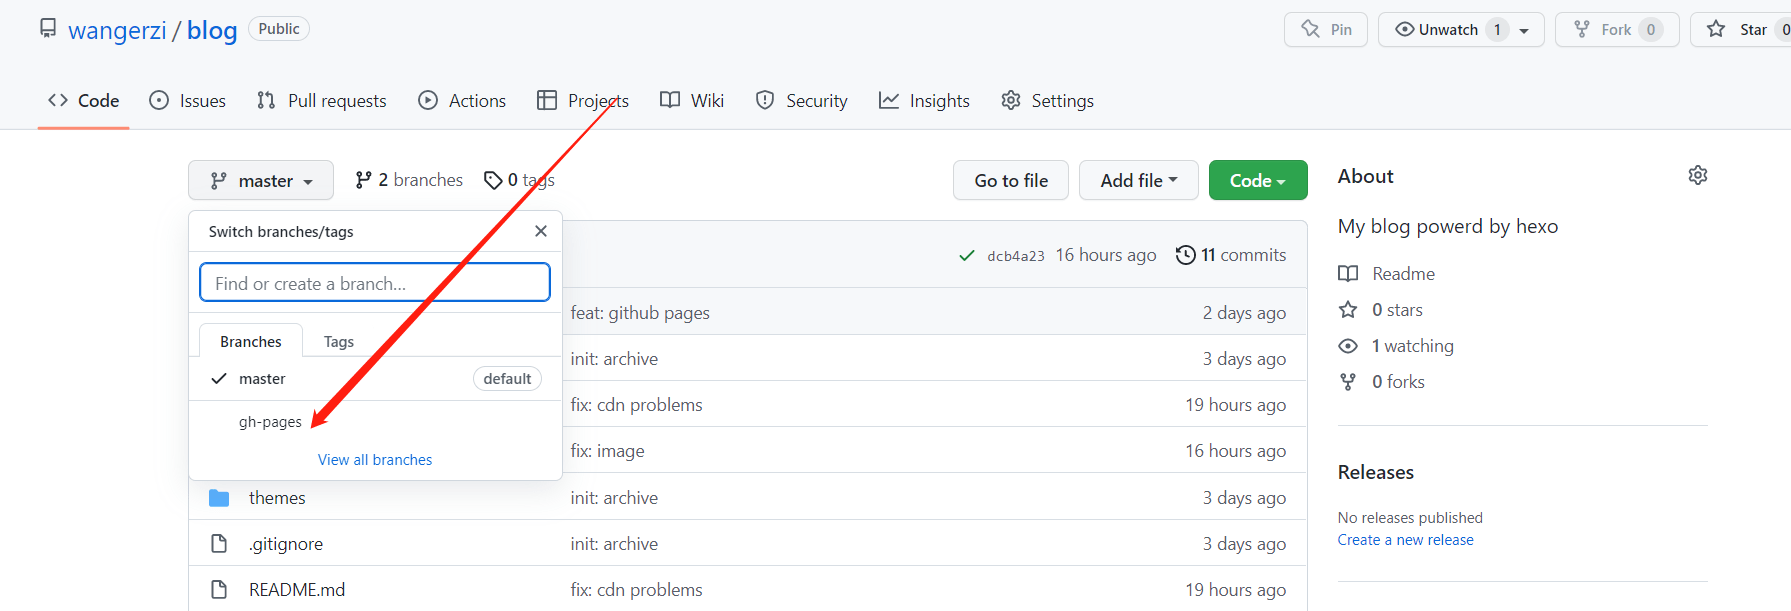 wangerzi / blog Public Pin Unwatch 1 Fork 0 Star 0
Code Issues Pull requests Actions Projects Wiki Security Insights Settings
master 2 branches 0 tags Go to file Add file Code About
My blog powerd by hexo
Switch branches/tags
dcb4a23 16 hours ago 11 commits
Readme
Find or create a branch...
feat: github pages 2 days ago
0 stars
Branches Tags
1 watching
init: archive 3 days ago
master default
0 forks
fix: cdn problems 19 hours ago
gh-pages
fix: image 16 hours ago
View all branches
Releases
themes init: archive 3 days ago
No releases published
Create a new release
.gitignore init: archive 3 days ago
README.md fix: cdn problems 19 hours ago